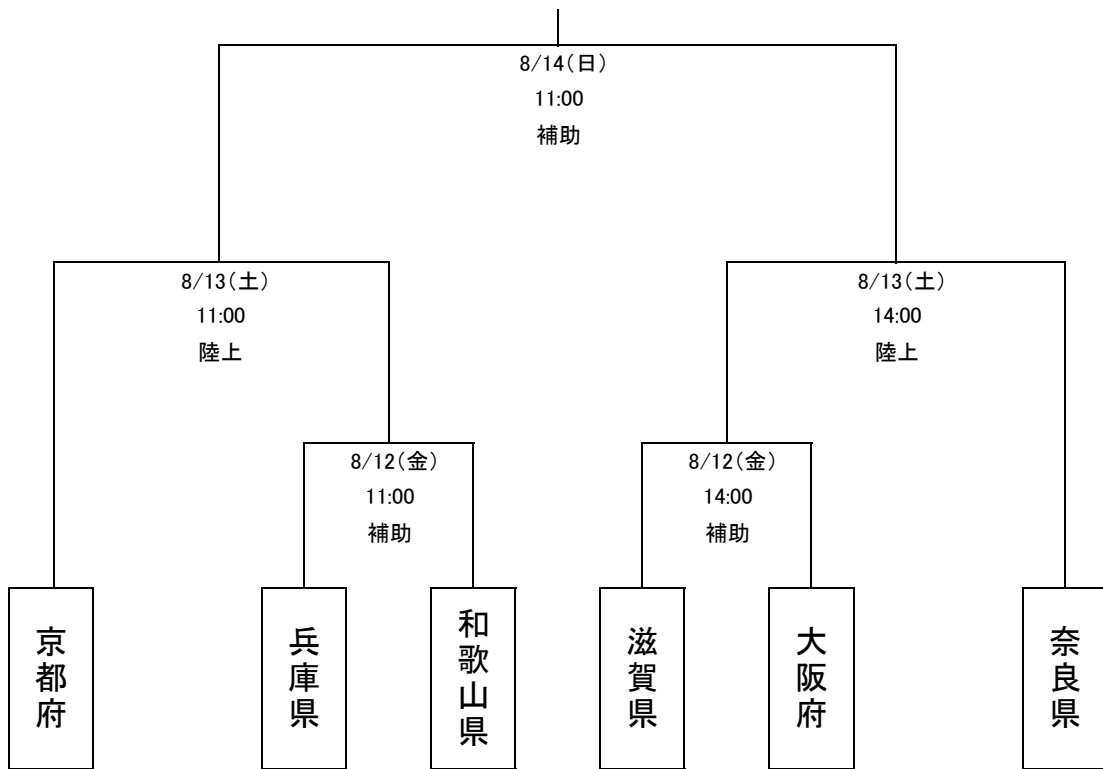 8/14(日)
11:00
補助
8/13(土)
11:00
陸上
8/13(土)
14:00
陸上
8/12(金)
11:00
補助
8/12(金)
14:00
補助
京都府
兵庫県
和歌山県
滋賀県
大阪府
奈良県